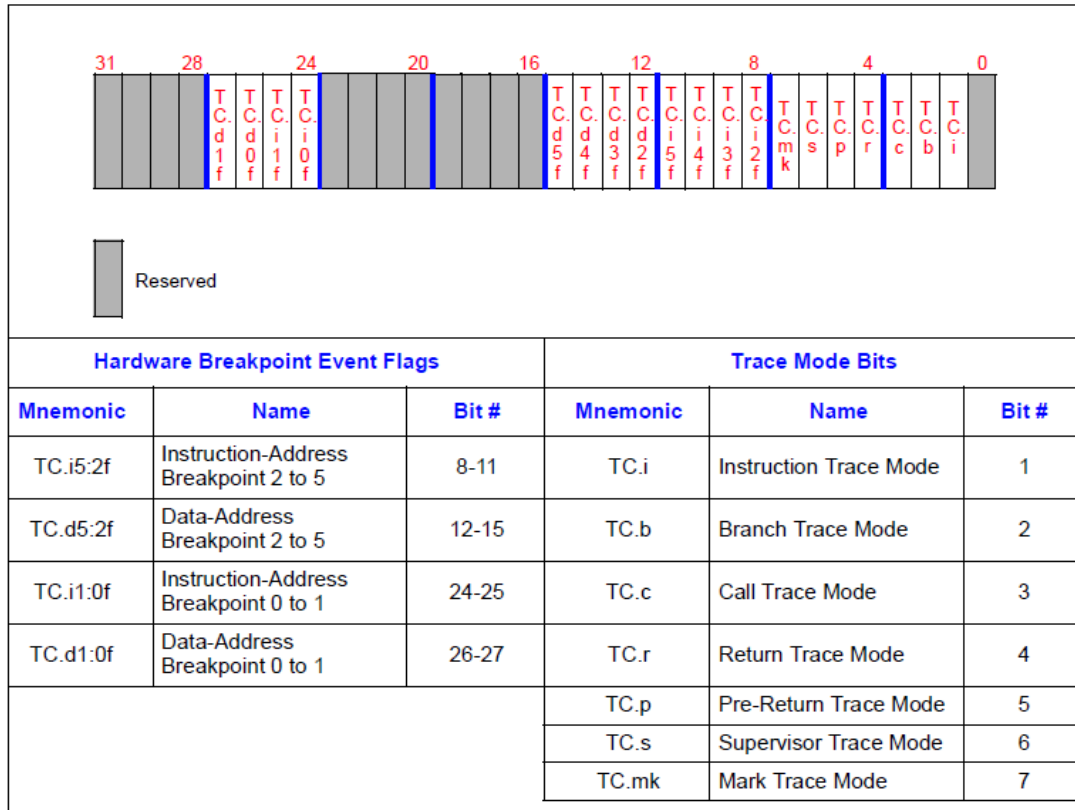 31 28 24 20 16 12 8 4 0
TC.d1f TC.d0f TC.i1f TC.i0f TC.d5f TC.d4f TC.d3f TC.d2f TC.i5f TC.i4f TC.i3f TC.i2f TC.mk TC.s TC.p TC.r TC.c TC.b TC.i
Reserved
Hardware Breakpoint Event Flags Trace Mode Bits
Mnemonic Name Bit # Mnemonic Name Bit #
TC.i5:2f Instruction-Address
Breakpoint 2 to 5 8-11 TC.i Instruction Trace Mode 1
TC.d5:2f Data-Address
Breakpoint 2 to 5 12-15 TC.b Branch Trace Mode 2
TC.i1:0f Instruction-Address
Breakpoint 0 to 1 24-25 TC.c Call Trace Mode 3
TC.d1:0f Data-Address
Breakpoint 0 to 1 26-27 TC.r Return Trace Mode 4
TC.p Pre-Return Trace Mode 5
TC.s Supervisor Trace Mode 6
TC.mk Mark Trace Mode 7